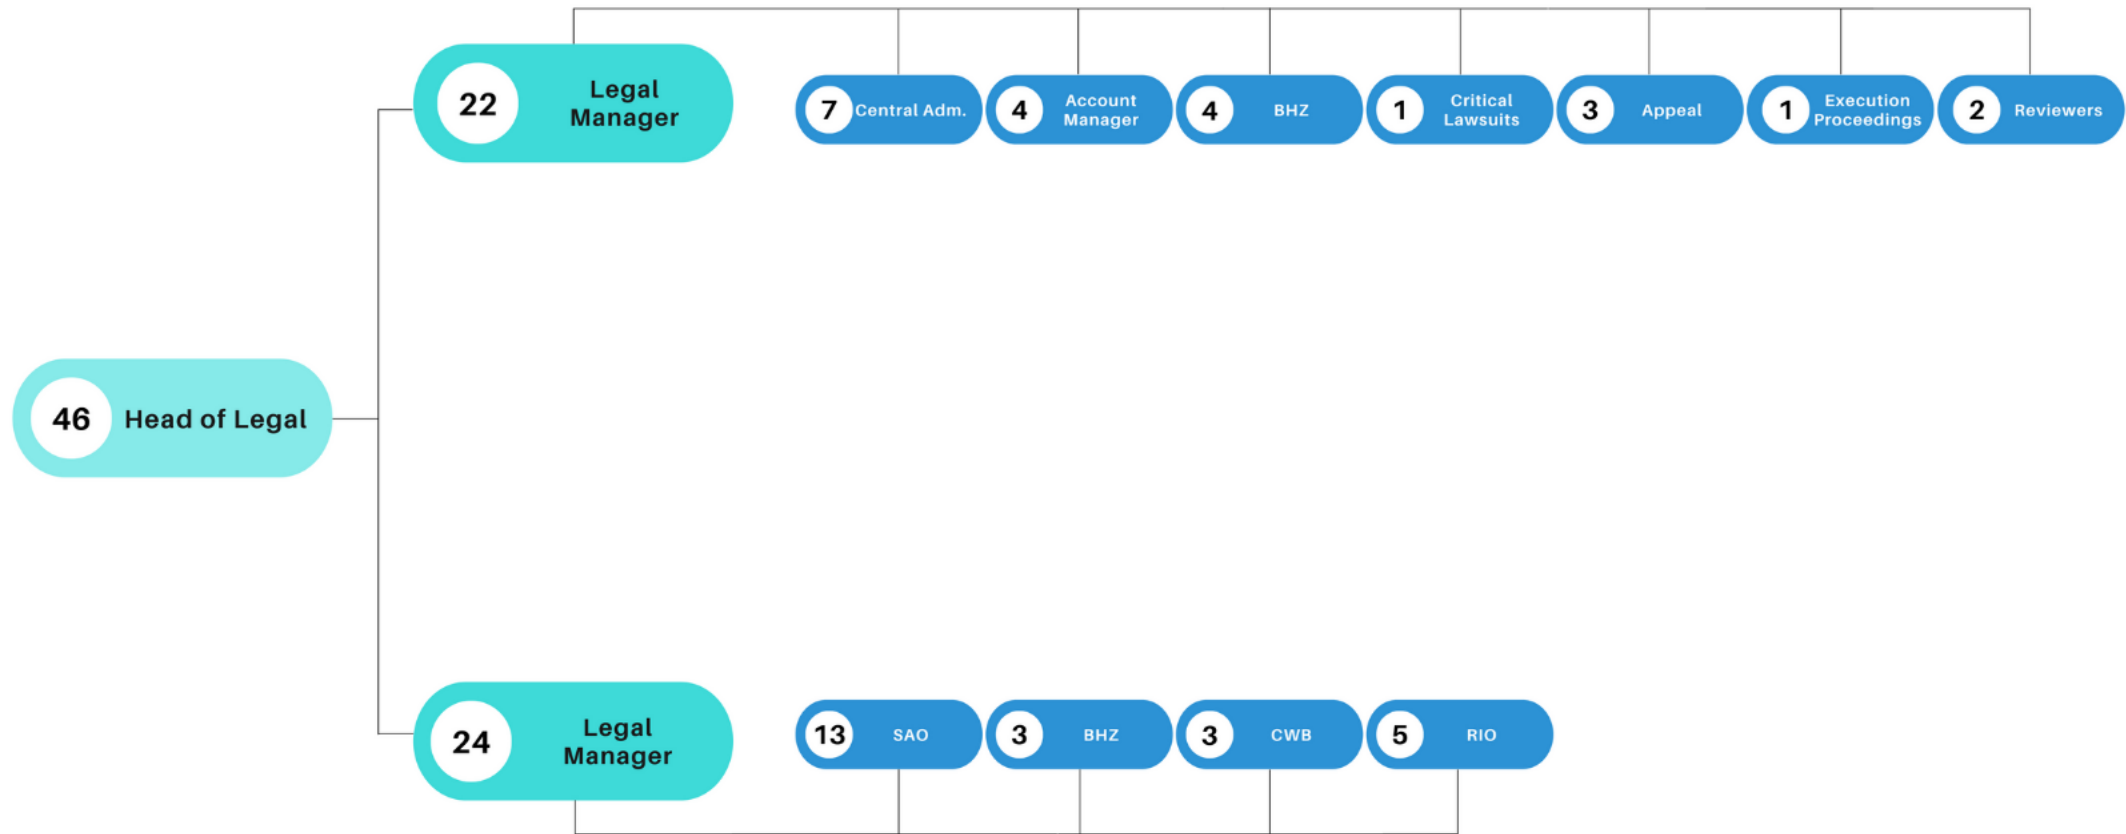 22
Legal
Manager
7
Central Adm.
4
Account
Manager
4
BHZ
1
Critical
Lawsuits
3
Appeal
1
Execution
Proceedings
2
Reviewers
46
Head of Legal
24
Legal
Manager
13
SAO
3
BHZ
3
CWB
5
RIO